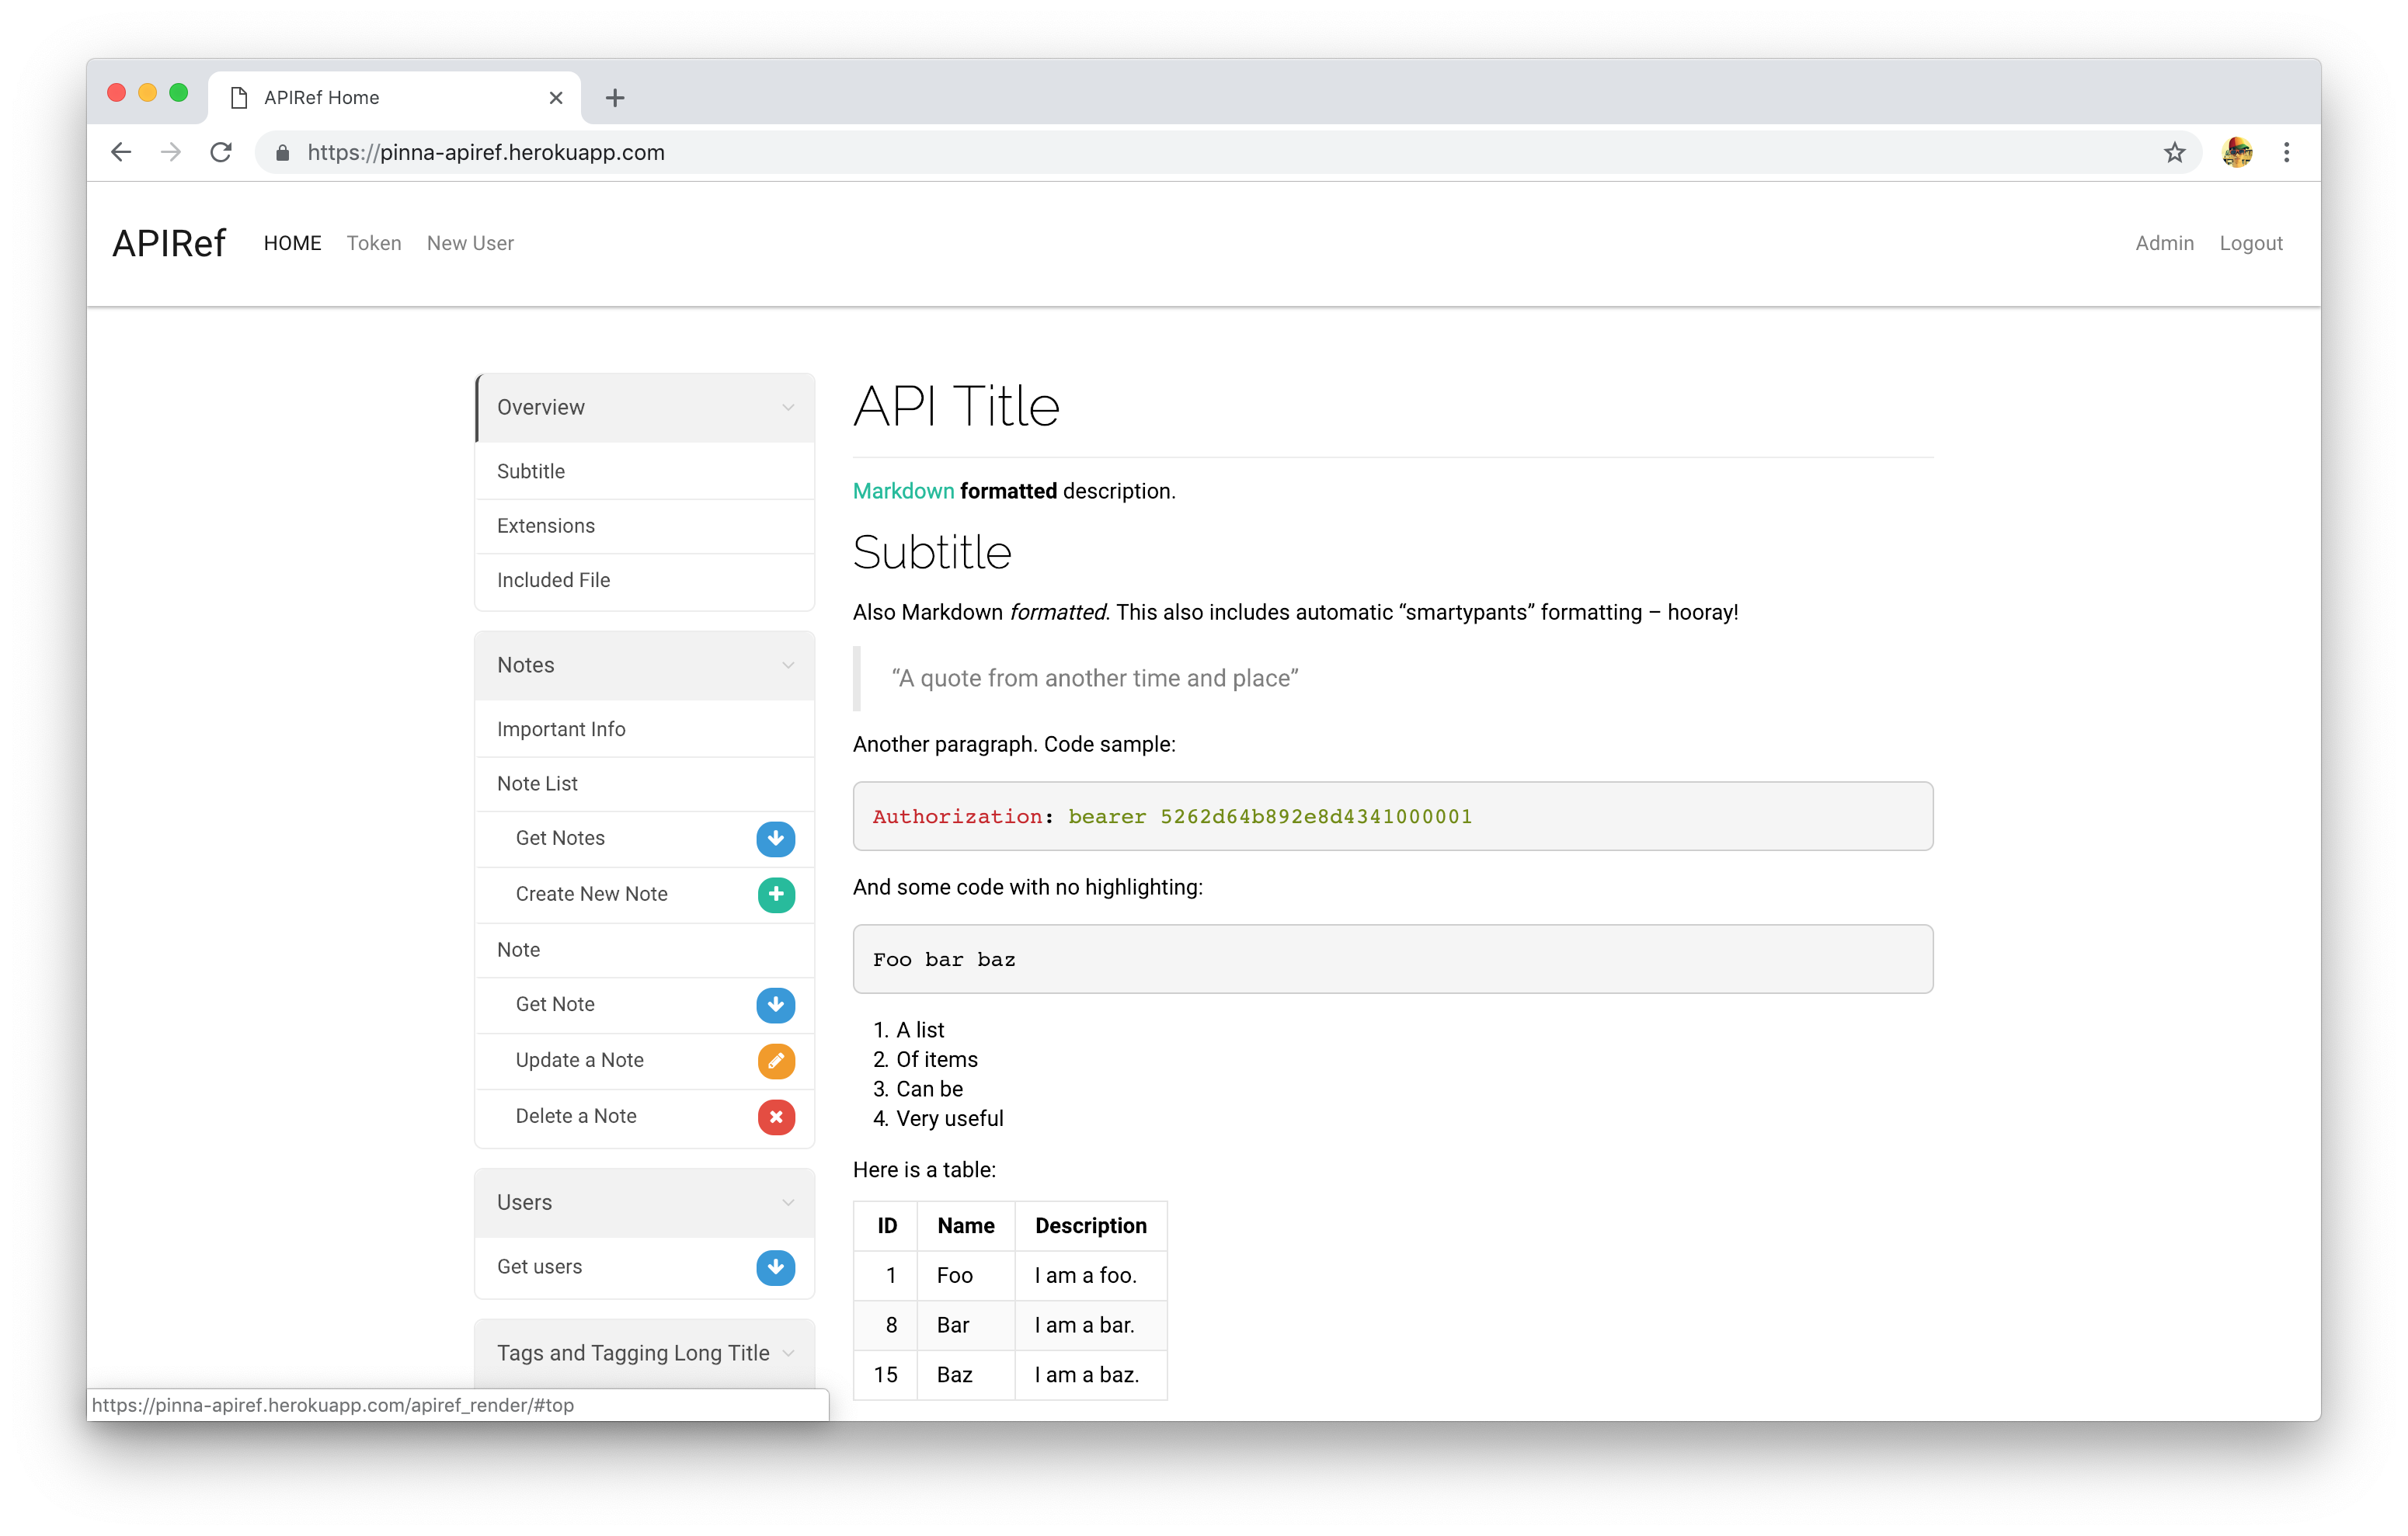 APIRef Home
https://pinna-apiref.herokuapp.com
APIRef HOME Token New User Admin Logout
Overview
Subtitle
Extensions
Included File
Notes
Important Info
Note List
Get Notes
Create New Note
Note
Get Note
Update a Note
Delete a Note
Users
Get users
Tags and Tagging Long Title
API Title
Markdown formatted description.
Subtitle
Also Markdown formatted. This also includes automatic “smartypants” formatting – hooray!
“A quote from another time and place”
Another paragraph. Code sample:
Authorization: bearer 5262d64b892e8d4341000001
And some code with no highlighting:
Foo bar baz
1. A list
2. Of items
3. Can be
4. Very useful
Here is a table:
ID Name Description
1 Foo I am a foo.
8 Bar I am a bar.
15 Baz I am a baz.
https://pinna-apiref.herokuapp.com/apiref_render/#top